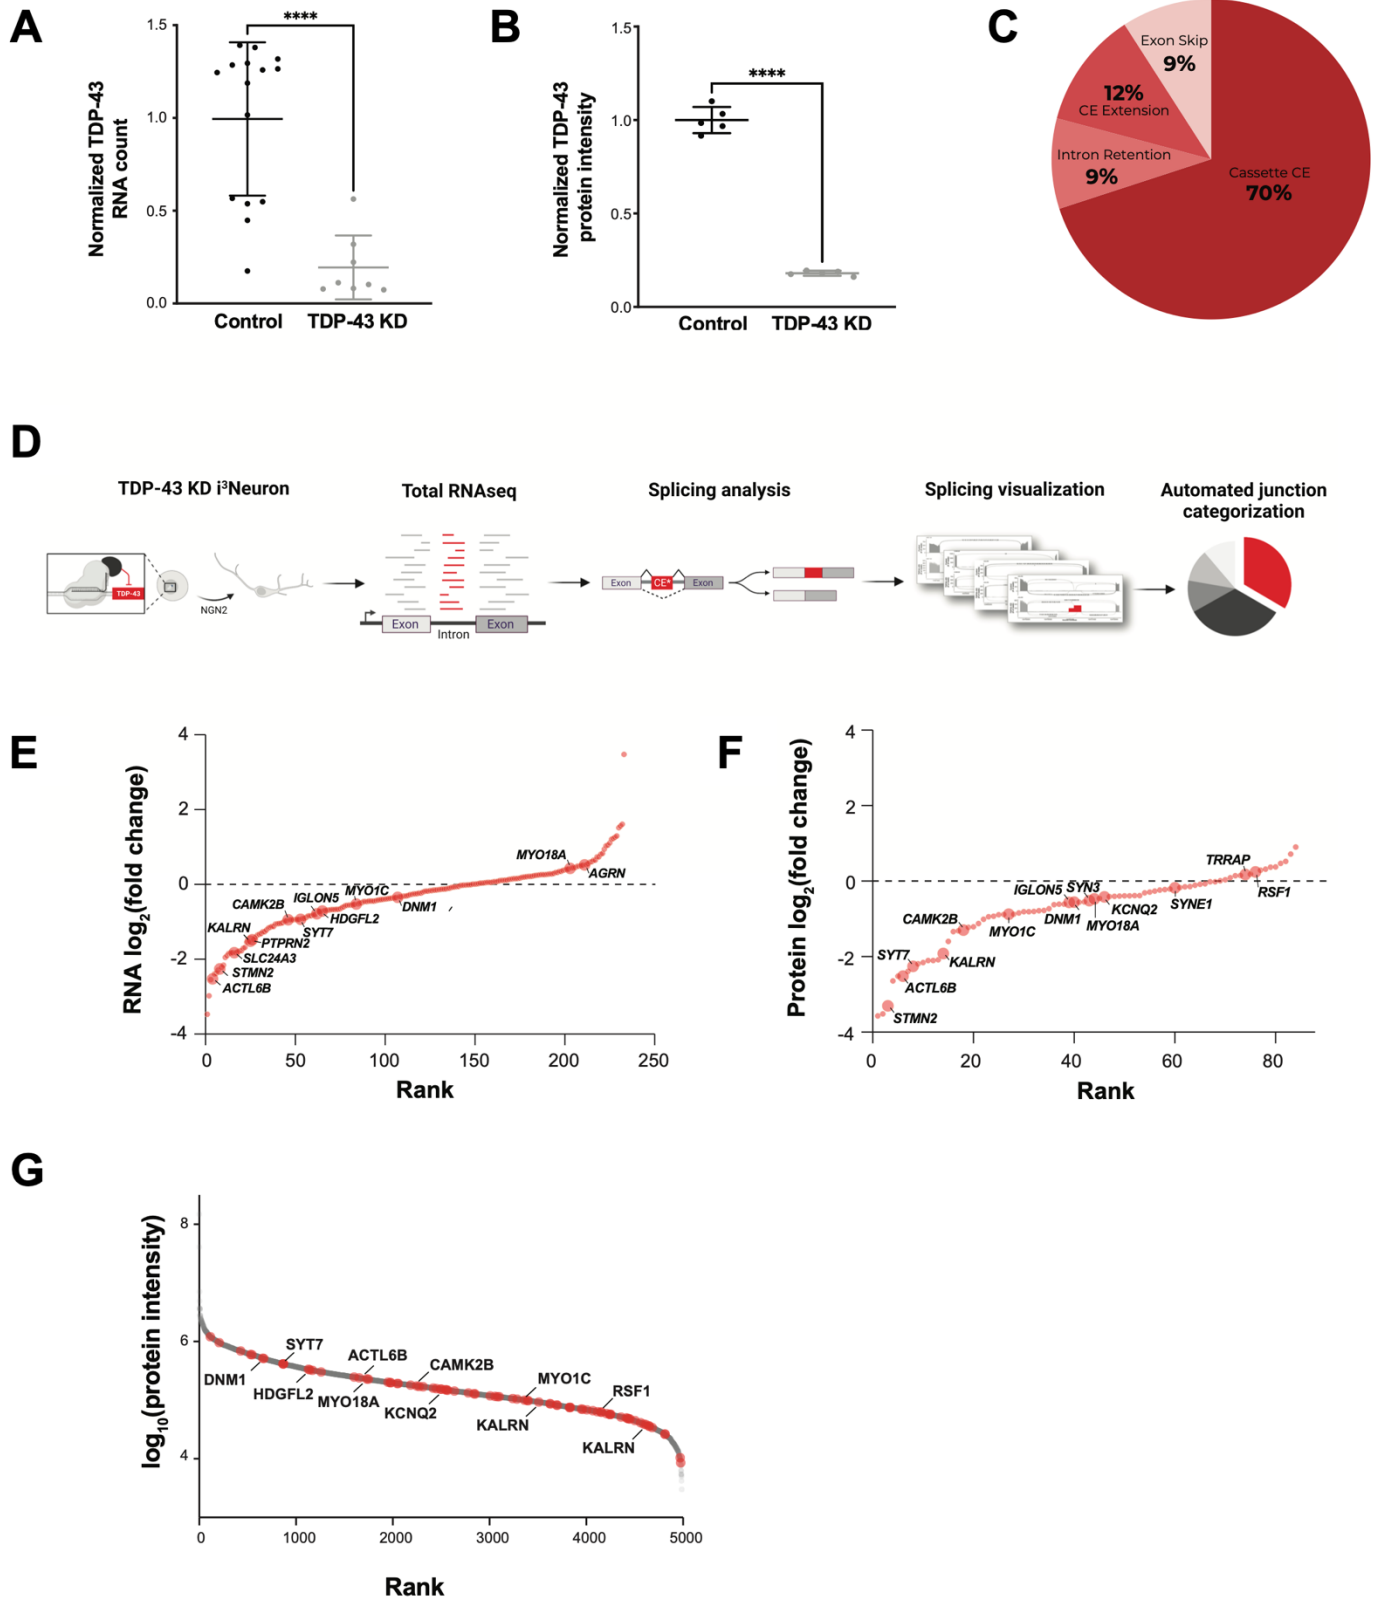 A
****
1.5
1.0
0.5
0.0
Normalized TDP-43
RNA count
Control
TDP-43 KD
B
****
1.5
1.0
0.5
0.0
Normalized TDP-43
protein intensity
Control
TDP-43 KD
C
Exon Skip
9%
12%
CE Extension
Intron Retention
9%
Cassette CE
70%
D
TDP-43 KD i³Neuron
Total RNAseq
Splicing analysis
Splicing visualization
Automated junction
categorization
TDP-43
NGN2
Exon
Intron
Exon
Exon
CE*
Exon
E
RNA log₂(fold change)
4
2
0
-2
-4
MYO18A
AGRN
MYO1C
IGLON5
DNM1
CAMK2B
HDGFL2
SYT7
KALRN
PTPRN2
SLC24A3
STMN2
ACTL6B
0
50
100
150
200
250
Rank
F
Protein log₂(fold change)
4
2
0
-2
-4
TRRAP
RSF1
IGLON5
SYN3
SYNE1
KCNQ2
DNM1
MYO18A
CAMK2B
MYO1C
SYT7
KALRN
ACTL6B
STMN2
0
20
40
60
80
Rank
G
log₁₀(protein intensity)
8
6
4
SYT7
DNM1
HDGFL2
ACTL6B
MYO18A
CAMK2B
KCNQ2
MYO1C
KALRN
RSF1
KALRN
0
1000
2000
3000
4000
5000
Rank